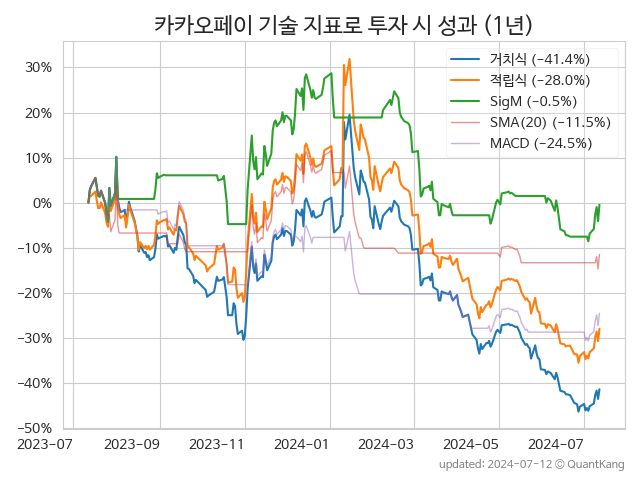 카카오페이 기술 지표로 투자 시 성과 (1년)
거치식 (−41.4%)
적립식 (−28.0%)
SigM (−0.5%)
SMA(20) (−11.5%)
MACD (−24.5%)
30%
20%
10%
0%
−10%
−20%
−30%
−40%
−50%
2023-07 2023-09 2023-11 2024-01 2024-03 2024-05 2024-07
updated: 2024-07-12 © QuantKang